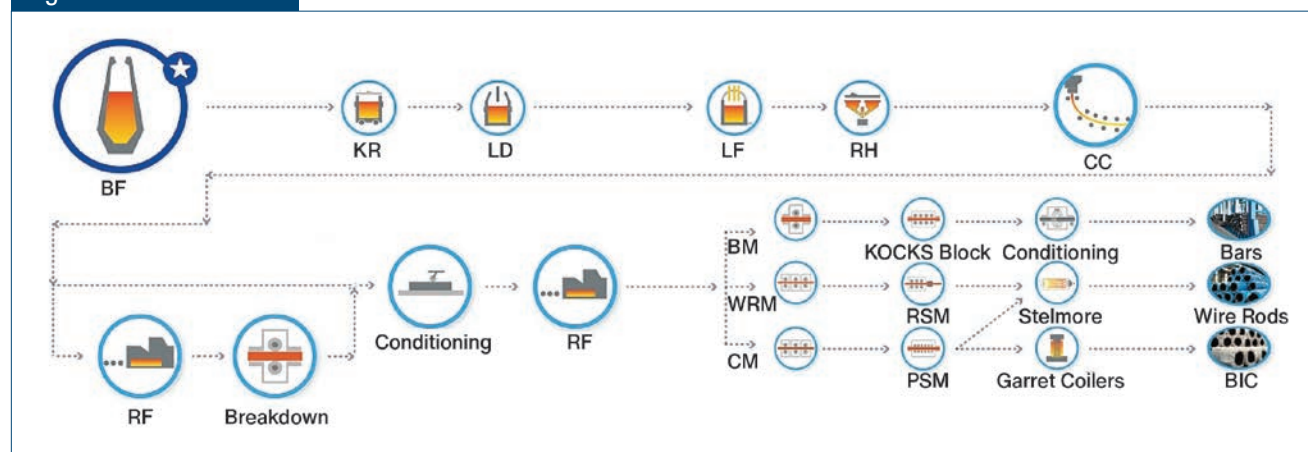 BF
KR
LD
LF
RH
CC
RF
Breakdown
Conditioning
RF
BM
KOCKS Block
Conditioning
Bars
WRM
RSM
Stelmore
Wire Rods
CM
PSM
Garret Coilers
BIC